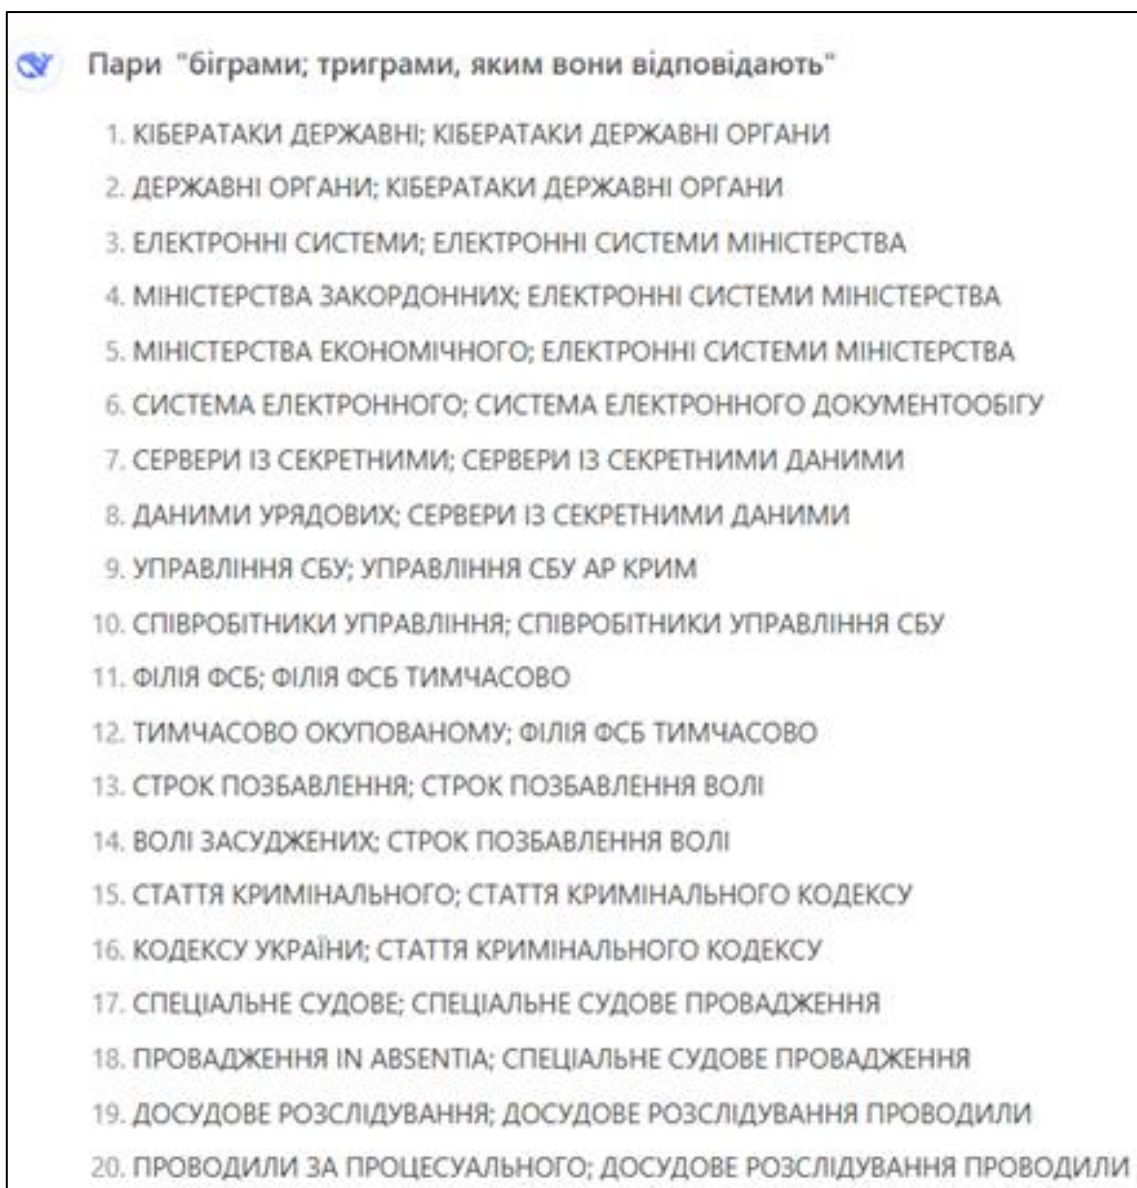 Пари "біграми; триграми, яким вони відповідають"
1. КІБЕРАТАКИ ДЕРЖАВНІ; КІБЕРАТАКИ ДЕРЖАВНІ ОРГАНИ
2. ДЕРЖАВНІ ОРГАНИ; КІБЕРАТАКИ ДЕРЖАВНІ ОРГАНИ
3. ЕЛЕКТРОННІ СИСТЕМИ; ЕЛЕКТРОННІ СИСТЕМИ МІНІСТЕРСТВА
4. МІНІСТЕРСТВА ЗАКОРДОННИХ; ЕЛЕКТРОННІ СИСТЕМИ МІНІСТЕРСТВА
5. МІНІСТЕРСТВА ЕКОНОМІЧНОГО; ЕЛЕКТРОННІ СИСТЕМИ МІНІСТЕРСТВА
6. СИСТЕМА ЕЛЕКТРОННОГО; СИСТЕМА ЕЛЕКТРОННОГО ДОКУМЕНТООБІГУ
7. СЕРВЕРИ ІЗ СЕКРЕТНИМИ; СЕРВЕРИ ІЗ СЕКРЕТНИМИ ДАНИМИ
8. ДАНИМИ УРЯДОВИХ; СЕРВЕРИ ІЗ СЕКРЕТНИМИ ДАНИМИ
9. УПРАВЛІННЯ СБУ; УПРАВЛІННЯ СБУ АР КРИМ
10. СПІВРОБІТНИКИ УПРАВЛІННЯ; СПІВРОБІТНИКИ УПРАВЛІННЯ СБУ
11. ФІЛІЯ ФСБ; ФІЛІЯ ФСБ ТИМЧАСОВО
12. ТИМЧАСОВО ОКУПОВАНОМУ; ФІЛІЯ ФСБ ТИМЧАСОВО
13. СТРОК ПОЗБАВЛЕННЯ; СТРОК ПОЗБАВЛЕННЯ ВОЛІ
14. ВОЛІ ЗАСУДЖЕНИХ; СТРОК ПОЗБАВЛЕННЯ ВОЛІ
15. СТАТТЯ КРИМІНАЛЬНОГО; СТАТТЯ КРИМІНАЛЬНОГО КОДЕКСУ
16. КОДЕКСУ УКРАЇНИ; СТАТТЯ КРИМІНАЛЬНОГО КОДЕКСУ
17. СПЕЦІАЛЬНЕ СУДОВЕ; СПЕЦІАЛЬНЕ СУДОВЕ ПРОВАДЖЕННЯ
18. ПРОВАДЖЕННЯ IN ABSENTIA; СПЕЦІАЛЬНЕ СУДОВЕ ПРОВАДЖЕННЯ
19. ДОСУДОВЕ РОЗСЛІДУВАННЯ; ДОСУДОВЕ РОЗСЛІДУВАННЯ ПРОВОДИЛИ
20. ПРОВОДИЛИ ЗА ПРОЦЕСУАЛЬНОГО; ДОСУДОВЕ РОЗСЛІДУВАННЯ ПРОВОДИЛИ